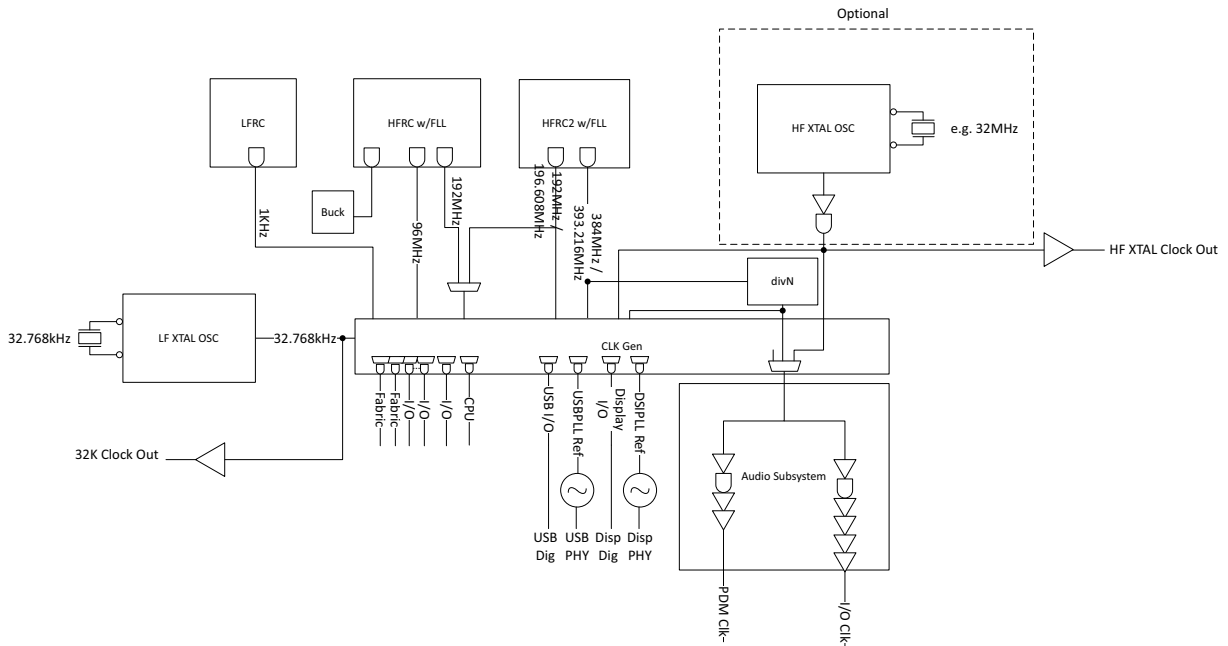 Optional
LFRC
HFRC w/FLL
HFRC2 w/FLL
HF XTAL OSC
e.g. 32MHz
Buck
1KHz
96MHz
192MHz
192MHz /
196.608MHz
384MHz /
393.216MHz
HF XTAL Clock Out
divN
32.768kHz
LF XTAL OSC
32.768kHz
CLK Gen
Fabric
Fabric
I/O
I/O
I/O
CPU
USB I/O
USBPLL Ref
Display
I/O
DSIPLL Ref
32K Clock Out
Audio Subsystem
USB
Dig
USB
PHY
Disp
Dig
Disp
PHY
PDM Clk
I/O Clk